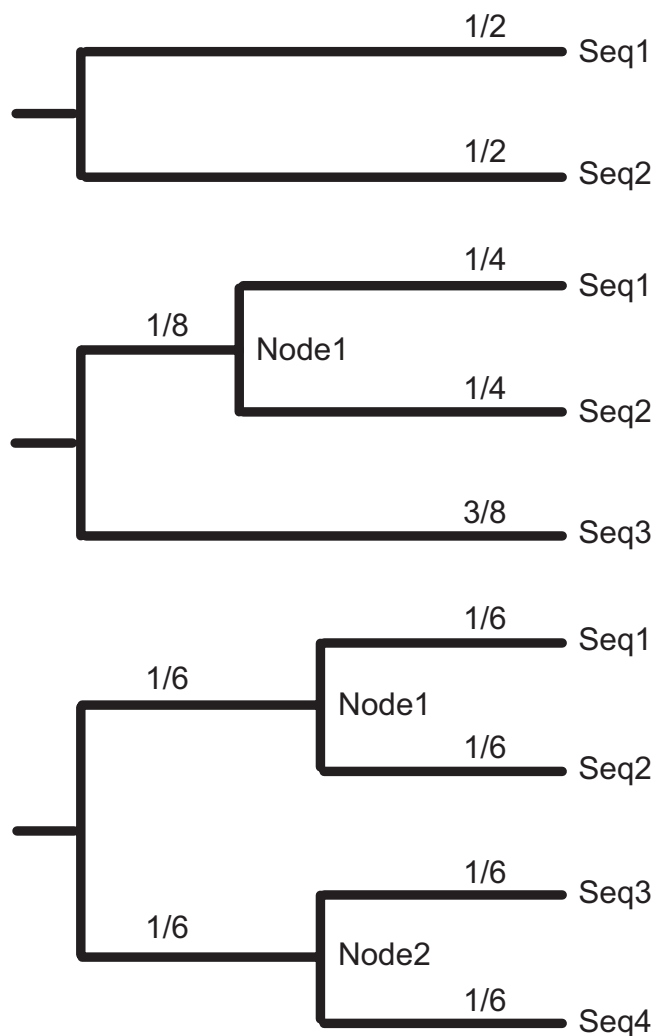 1/2
Seq1
1/2
Seq2
1/4
Seq1
1/8
Node1
1/4
Seq2
3/8
Seq3
1/6
Seq1
1/6
Node1
1/6
Seq2
1/6
Seq3
1/6
Node2
1/6
Seq4